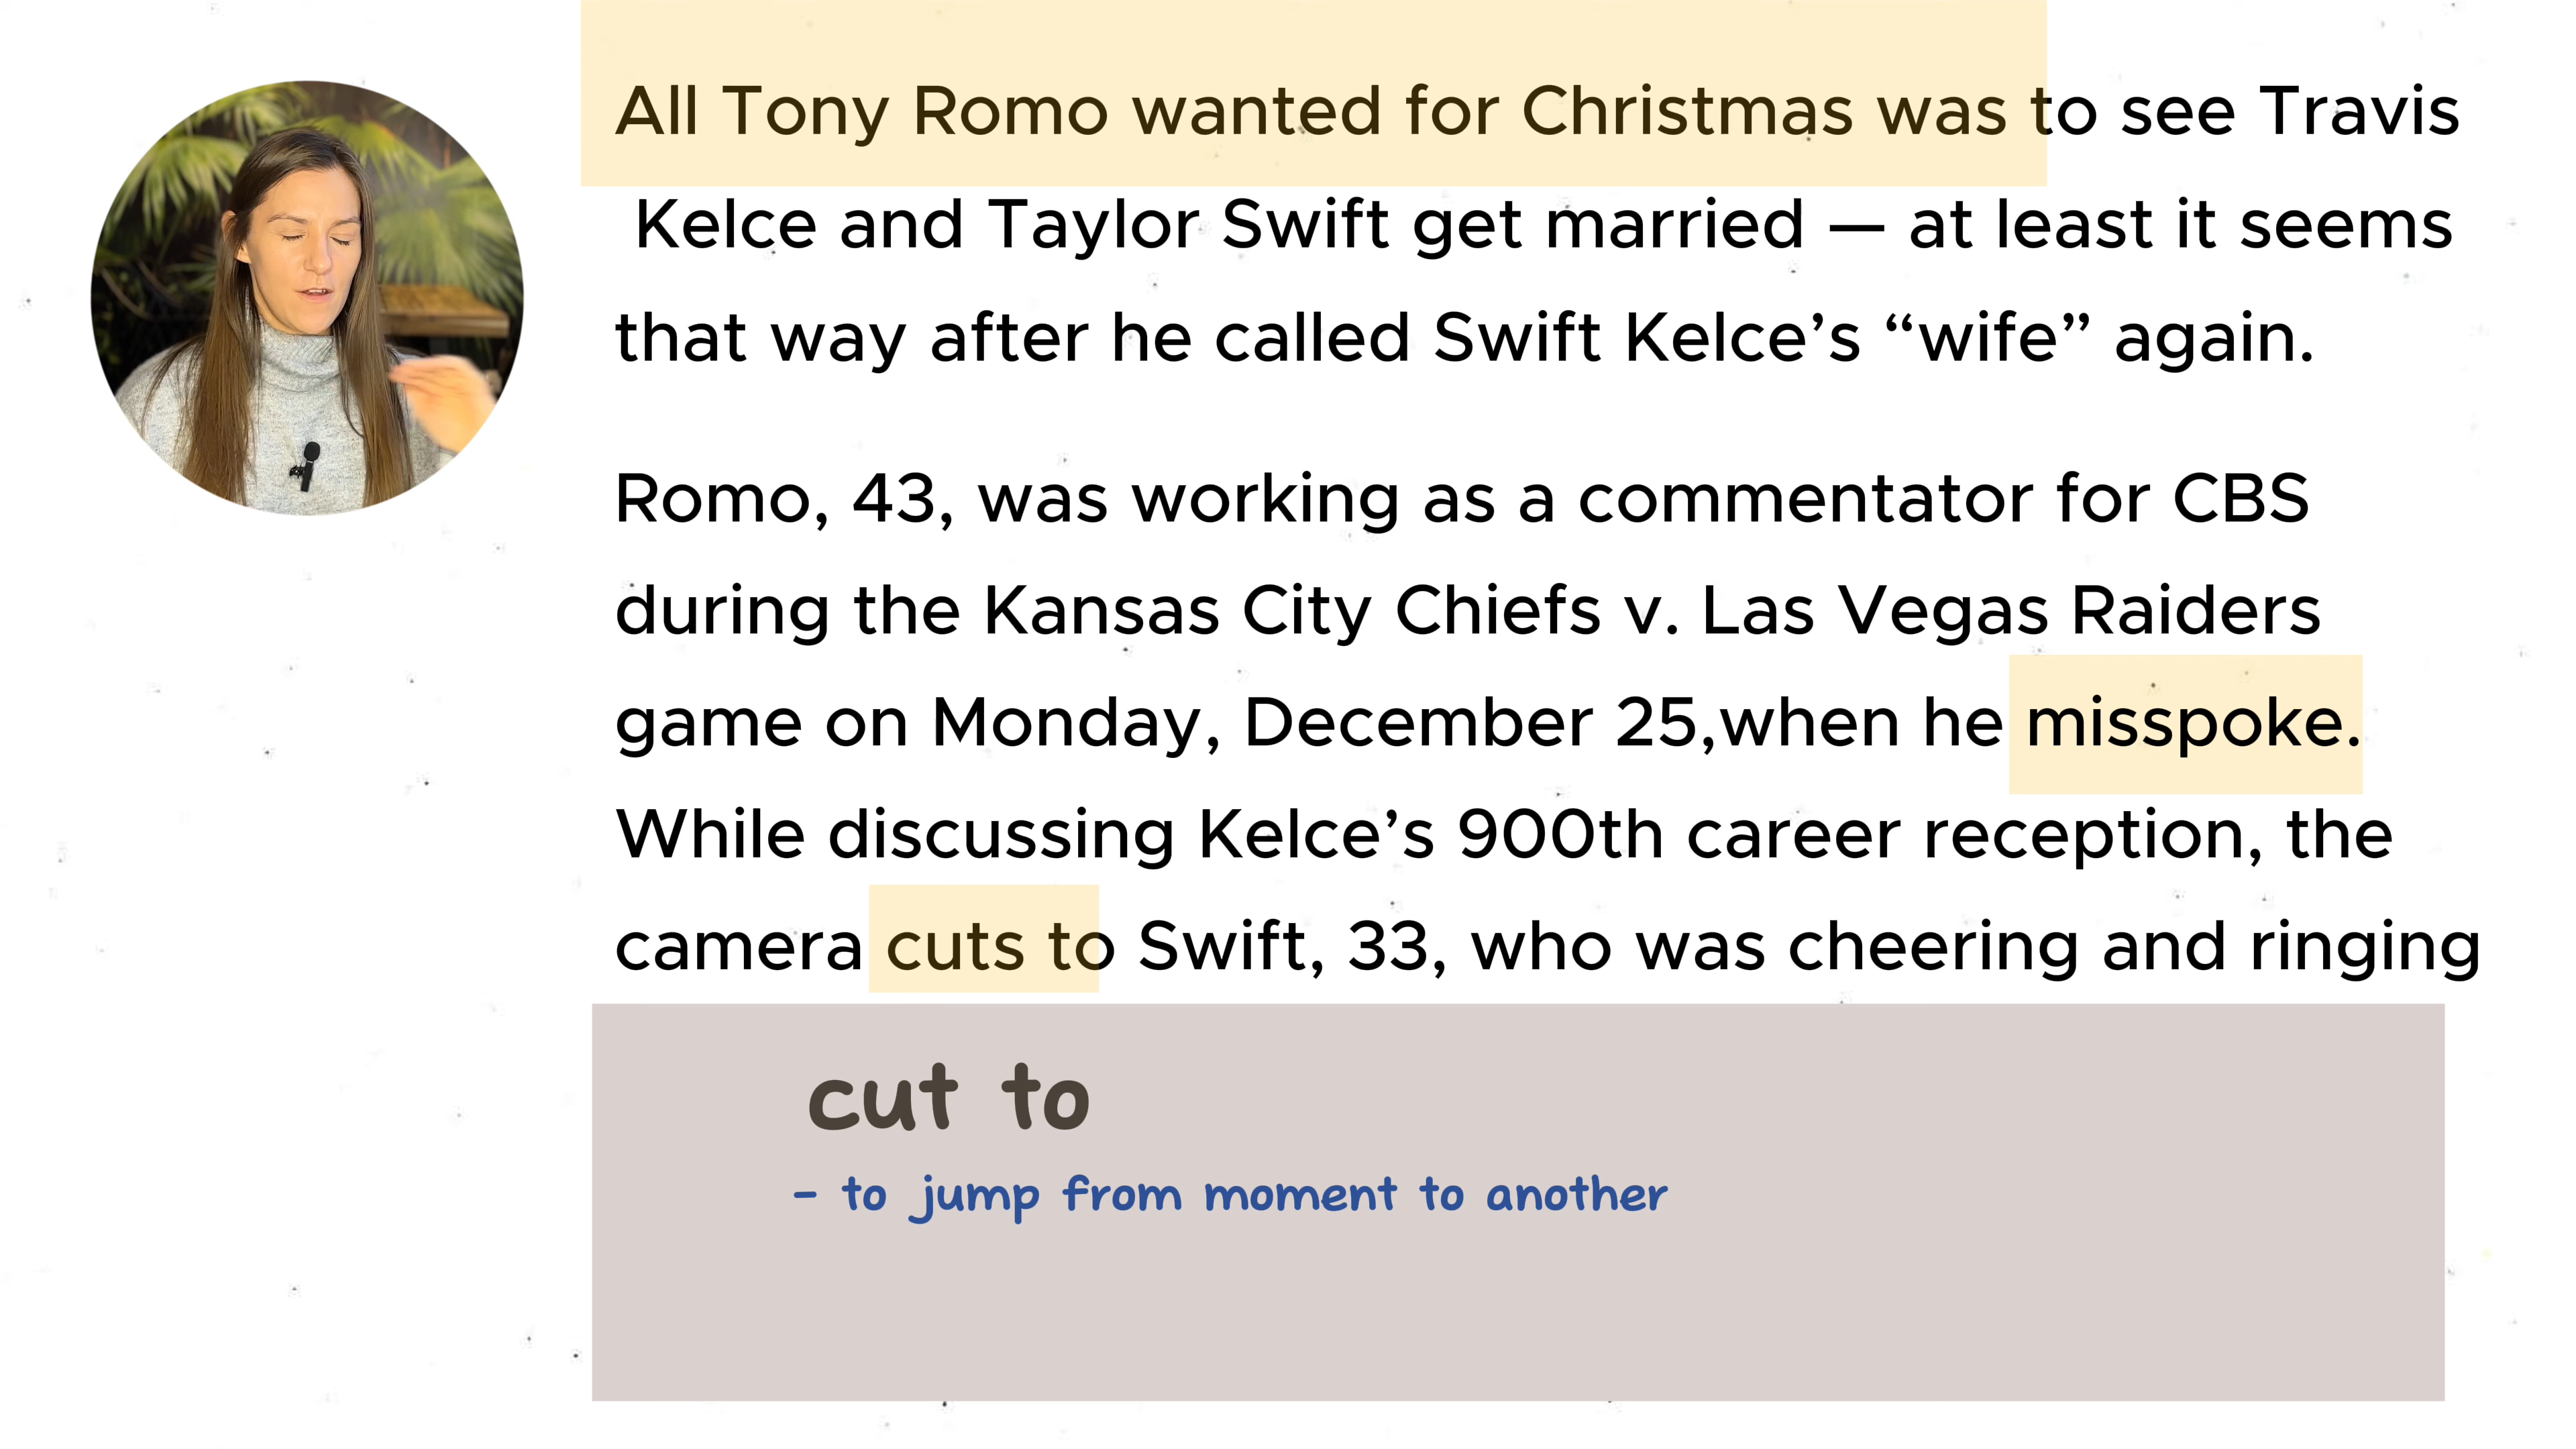 All Tony Romo wanted for Christmas was to see Travis
Kelce and Taylor Swift get married — at least it seems
that way after he called Swift Kelce’s “wife” again.
Romo, 43, was working as a commentator for CBS
during the Kansas City Chiefs v. Las Vegas Raiders
game on Monday, December 25,when he misspoke.
While discussing Kelce’s 900th career reception, the
camera cuts to Swift, 33, who was cheering and ringing
cut to
- to jump from moment to another